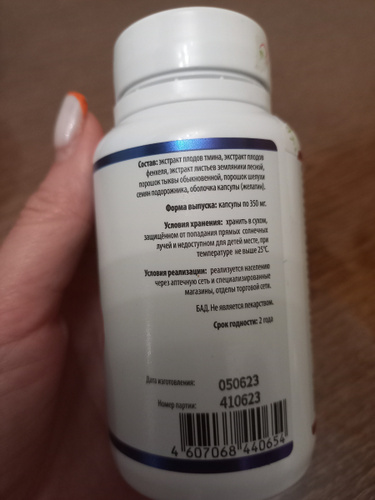 Состав: экстракт плодов тмина, экстракт плодов
фенхеля, экстракт листьев земляники лесной,
порошок тыквы обыкновенной, порошок шелухи
семян подорожника, оболочка капсулы (желатин).
Форма выпуска: капсулы по 350 мг.
Условия хранения: хранить в сухом,
защищённом от попадания прямых солнечных
лучей и недоступном для детей месте, при
температуре не выше 25°С.
Условия реализации: реализуется населению
через аптечную сеть и специализированные
магазины, отделы торговой сети.
БАД. Не является лекарством.
Срок годности: 2 года
Дата изготовления: 050623
Номер партии: 410623
4 607068 440654